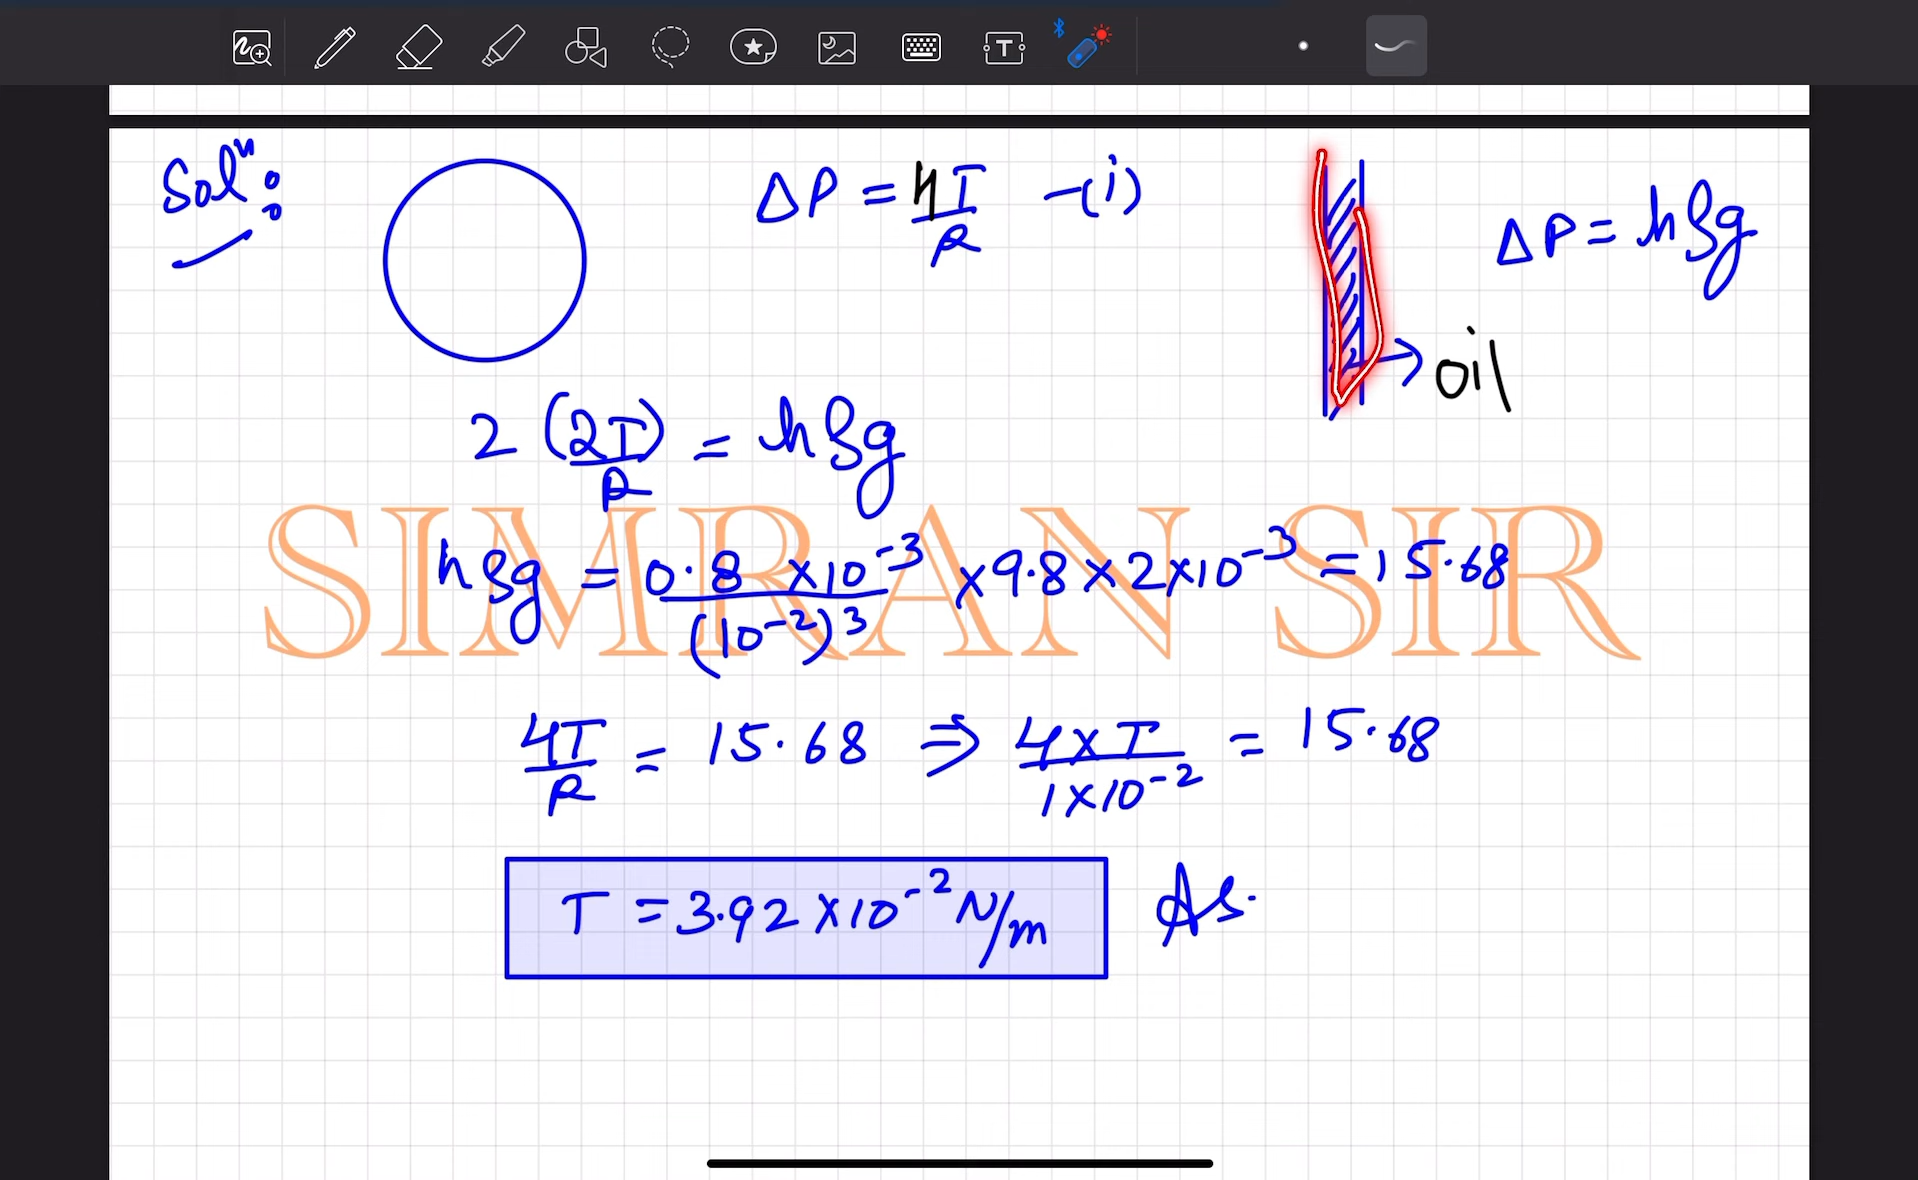 Solⁿ :
ΔP = 4T/R -(i)
ΔP = hρg
oil
2 (2T/R) = hρg
SIMRAN SIR
hρg = 0.8 × 10⁻³/(10⁻²)³ × 9.8 × 2×10⁻³ = 15.68
4T/R = 15.68 ⇒ 4×T/1×10⁻² = 15.68
T = 3.92 × 10⁻² N/m
T